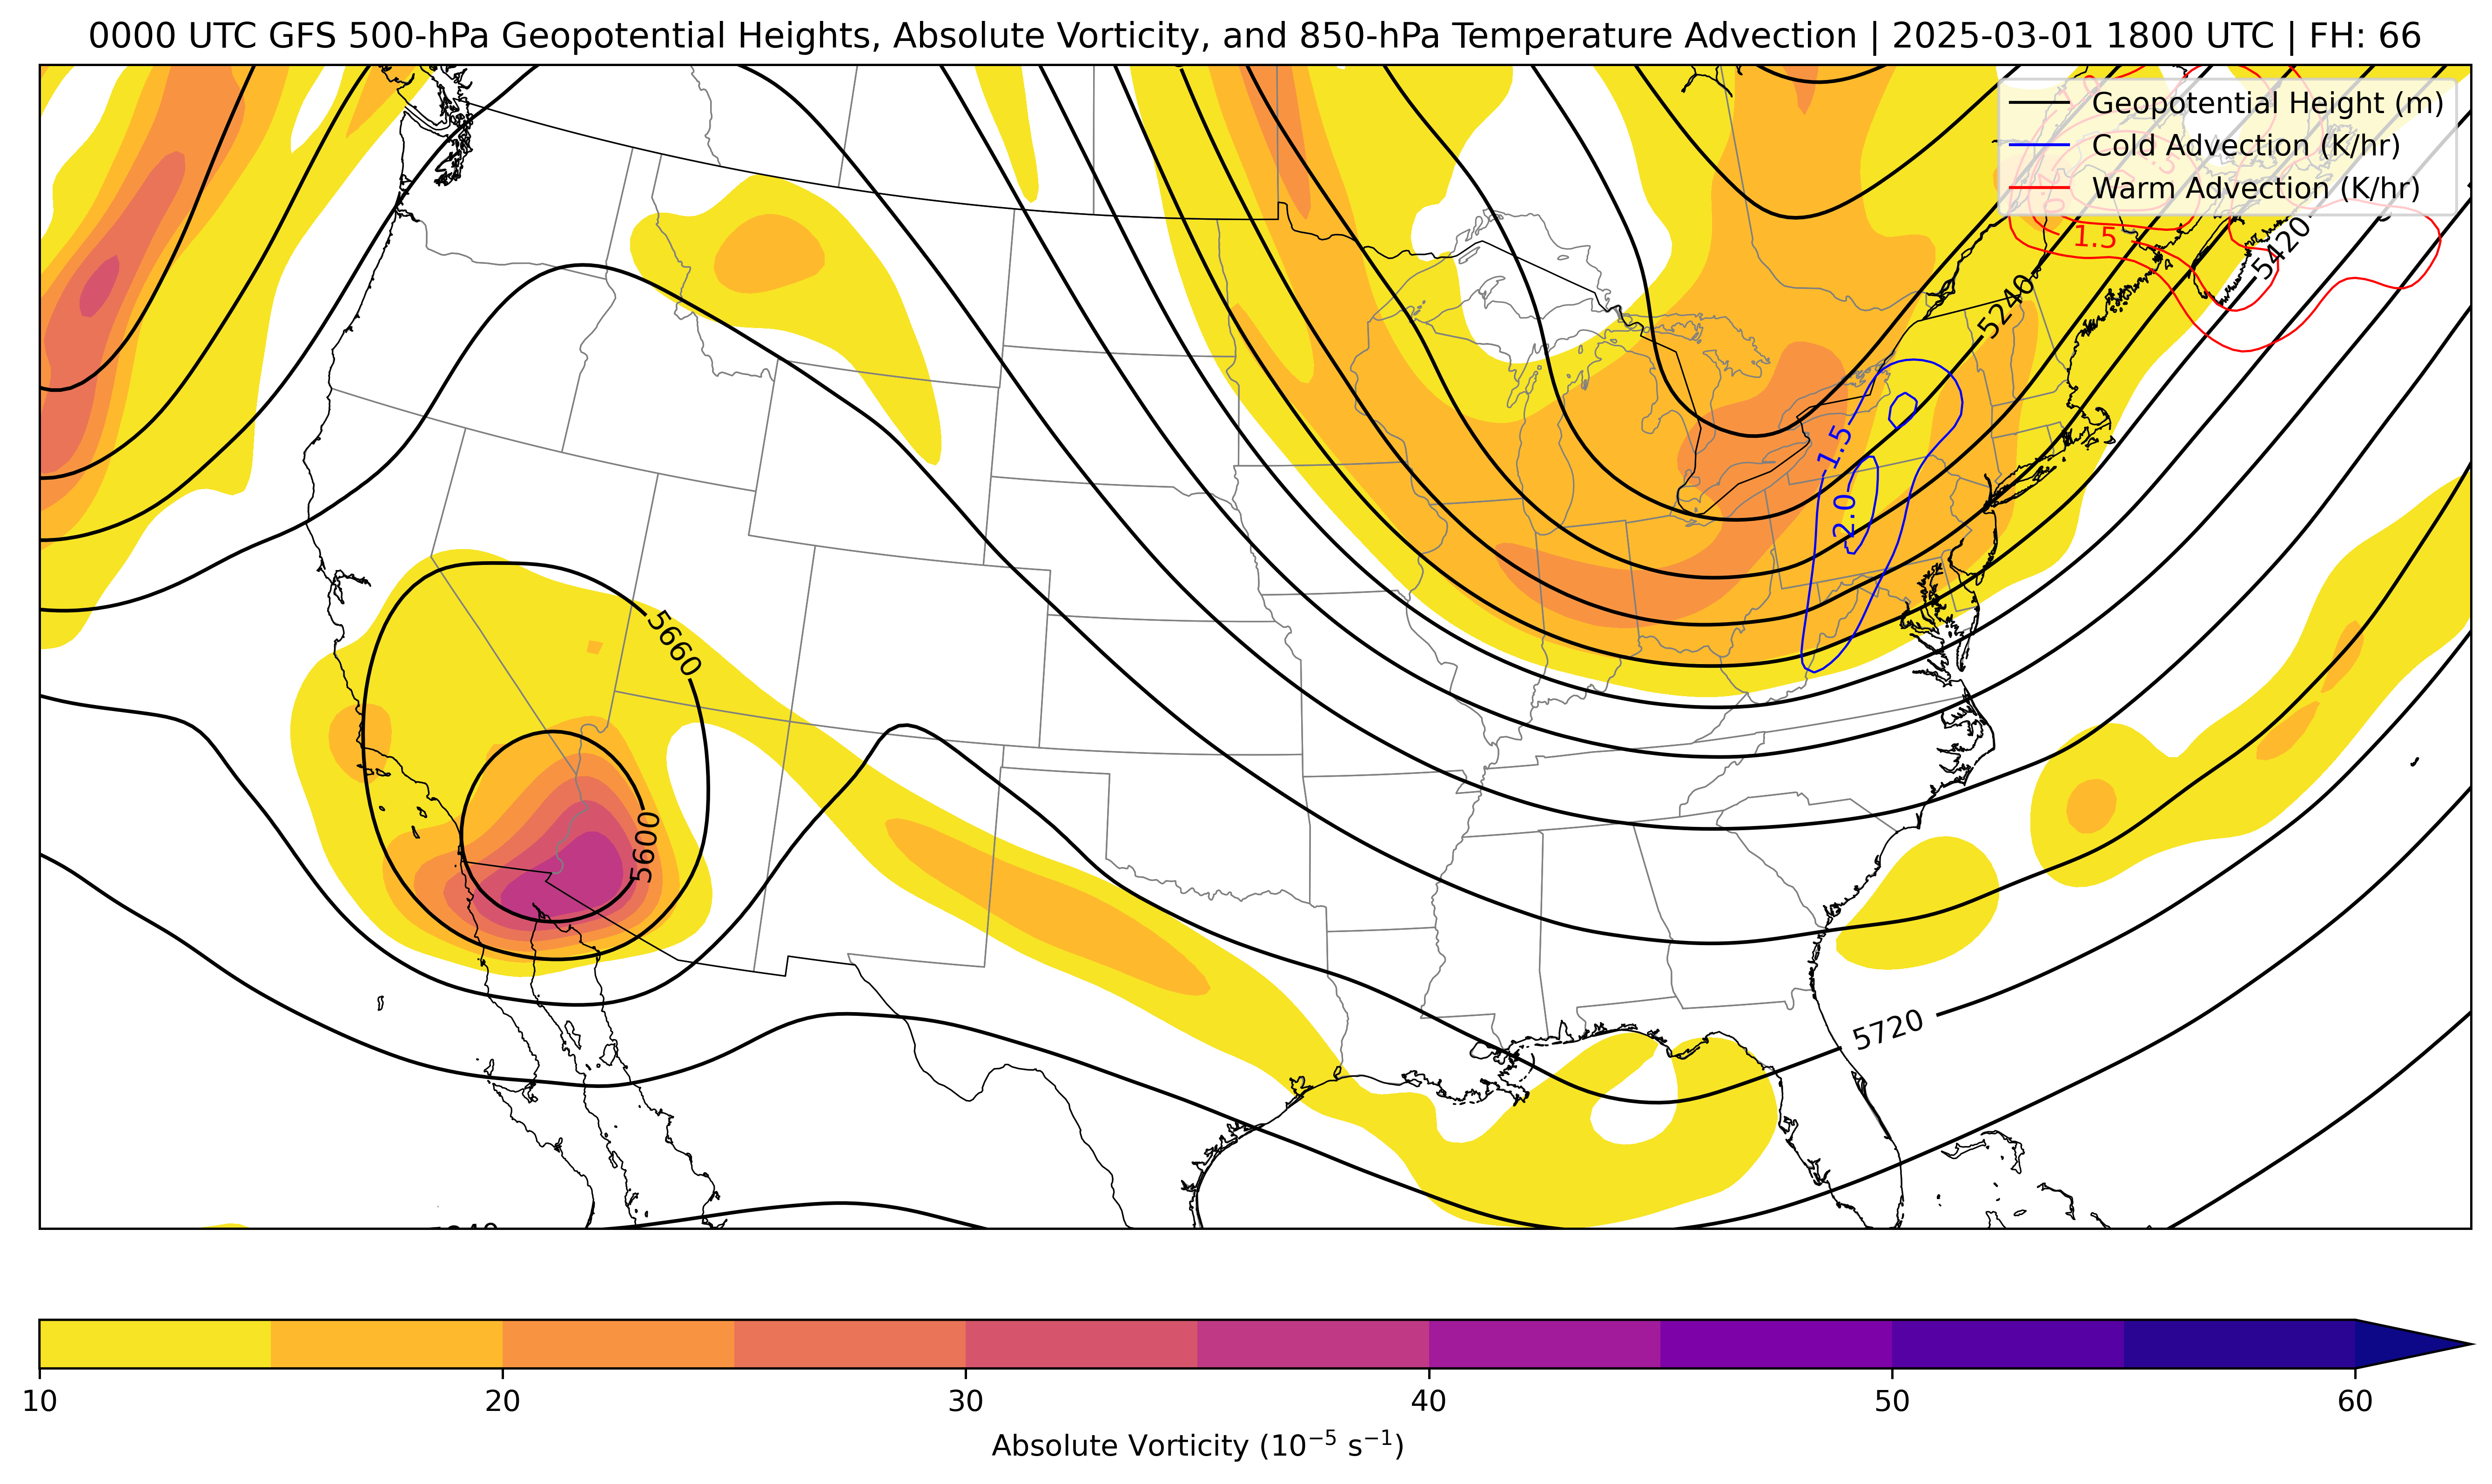 0000 UTC GFS 500-hPa Geopotential Heights, Absolute Vorticity, and 850-hPa Temperature Advection | 2025-03-01 1800 UTC | FH: 66
Geopotential Height (m)
Cold Advection (K/hr)
Warm Advection (K/hr)
1.5
5420
5240
-1.5
-2.0
5660
5600
5720
10 20 30 40 50 60
Absolute Vorticity (10⁻⁵ s⁻¹)